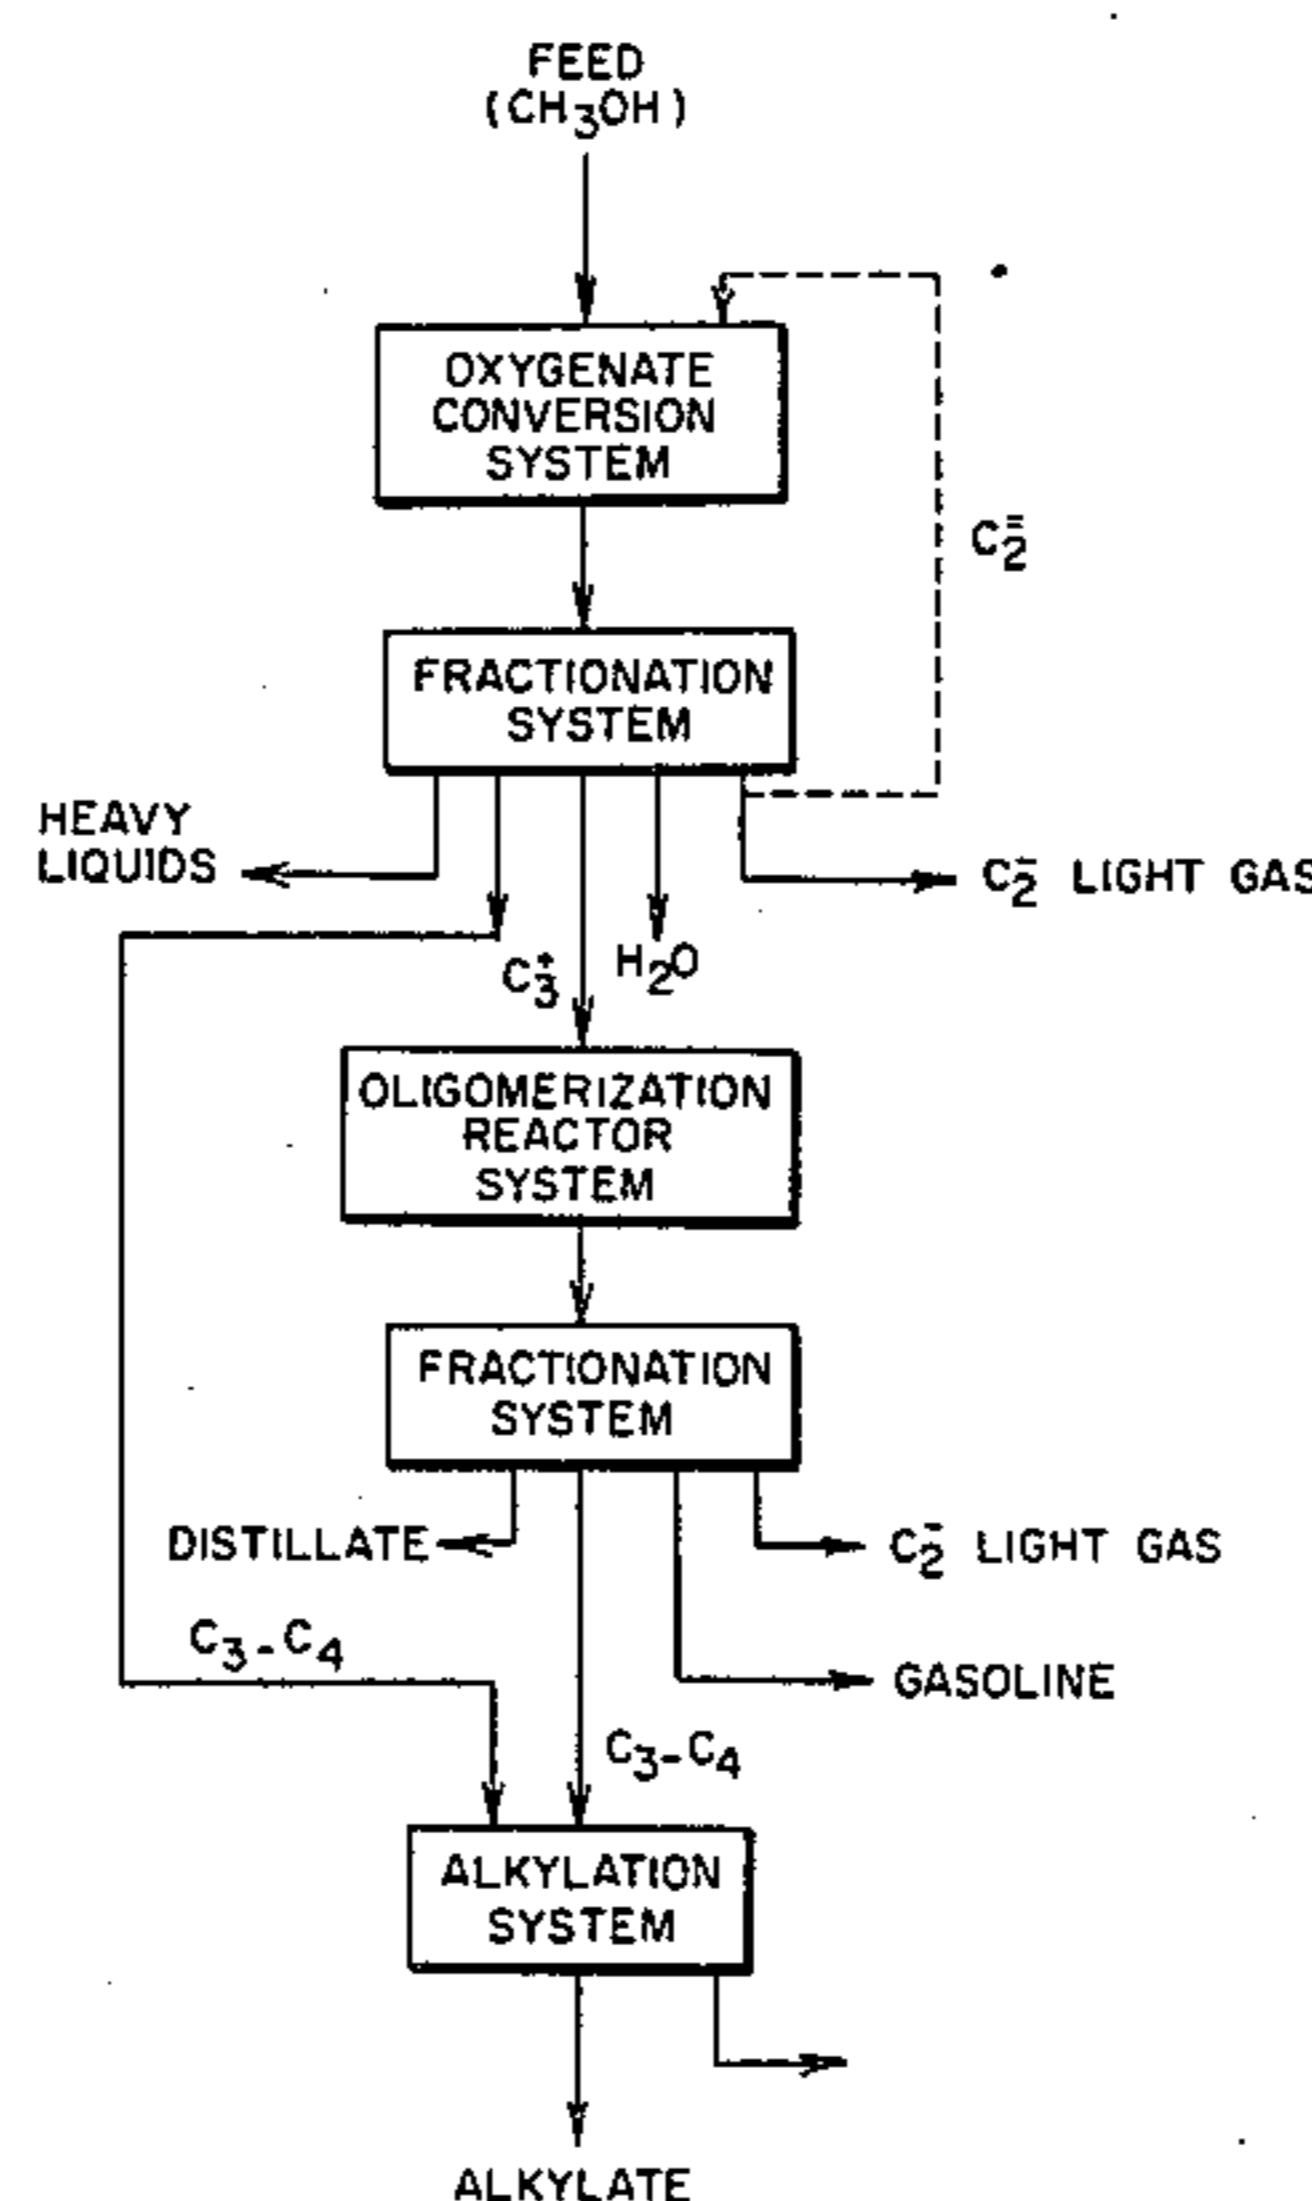 FEED
(CH₃OH)
OXYGENATE
CONVERSION
SYSTEM
C₂⁼
FRACTIONATION
SYSTEM
HEAVY
LIQUIDS
C₂⁻ LIGHT GAS
C₃⁺
H₂O
OLIGOMERIZATION
REACTOR
SYSTEM
FRACTIONATION
SYSTEM
DISTILLATE
C₂⁻ LIGHT GAS
C₃-C₄
GASOLINE
C₃-C₄
ALKYLATION
SYSTEM
ALKYLATE